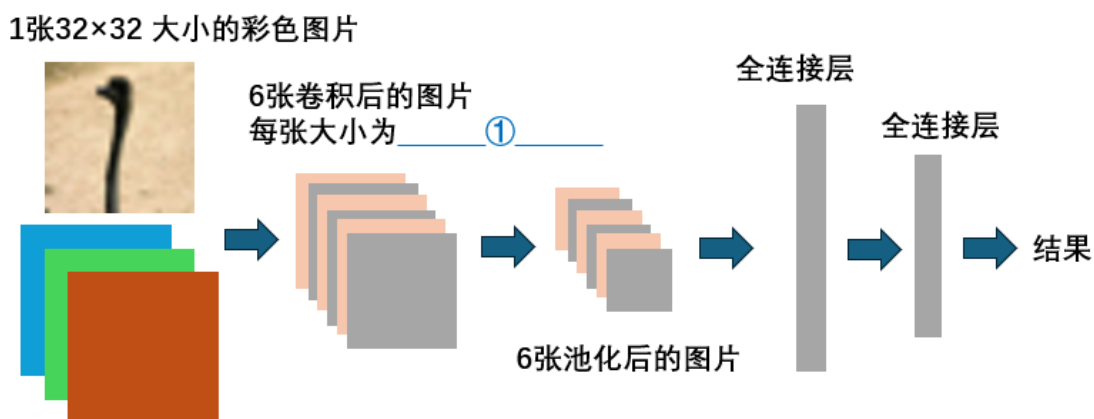 1张32×32 大小的彩色图片
6张卷积后的图片
每张大小为______①______
全连接层
全连接层
结果
6张池化后的图片